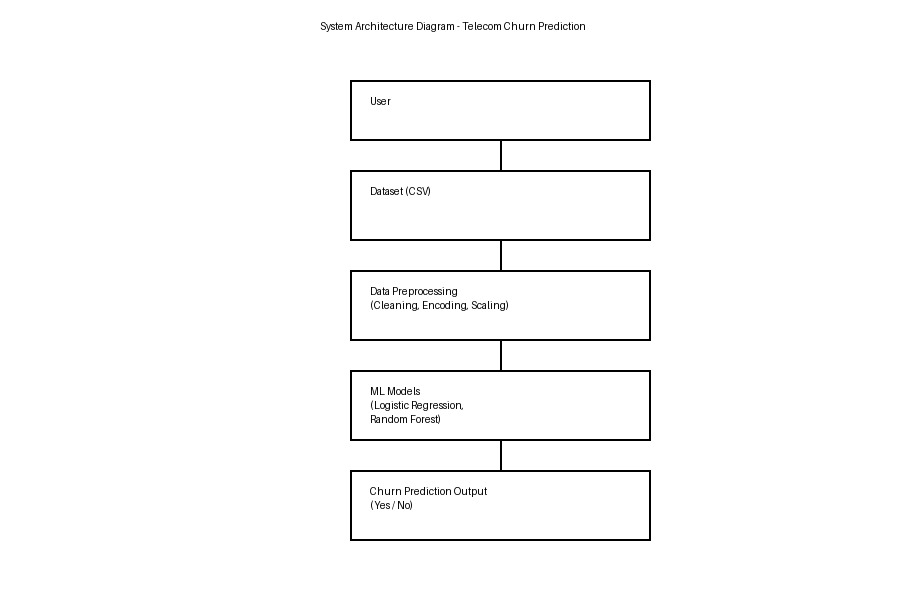 System Architecture Diagram - Telecom Churn Prediction
User
Dataset (CSV)
Data Preprocessing
(Cleaning, Encoding, Scaling)
ML Models
(Logistic Regression,
Random Forest)
Churn Prediction Output
(Yes / No)